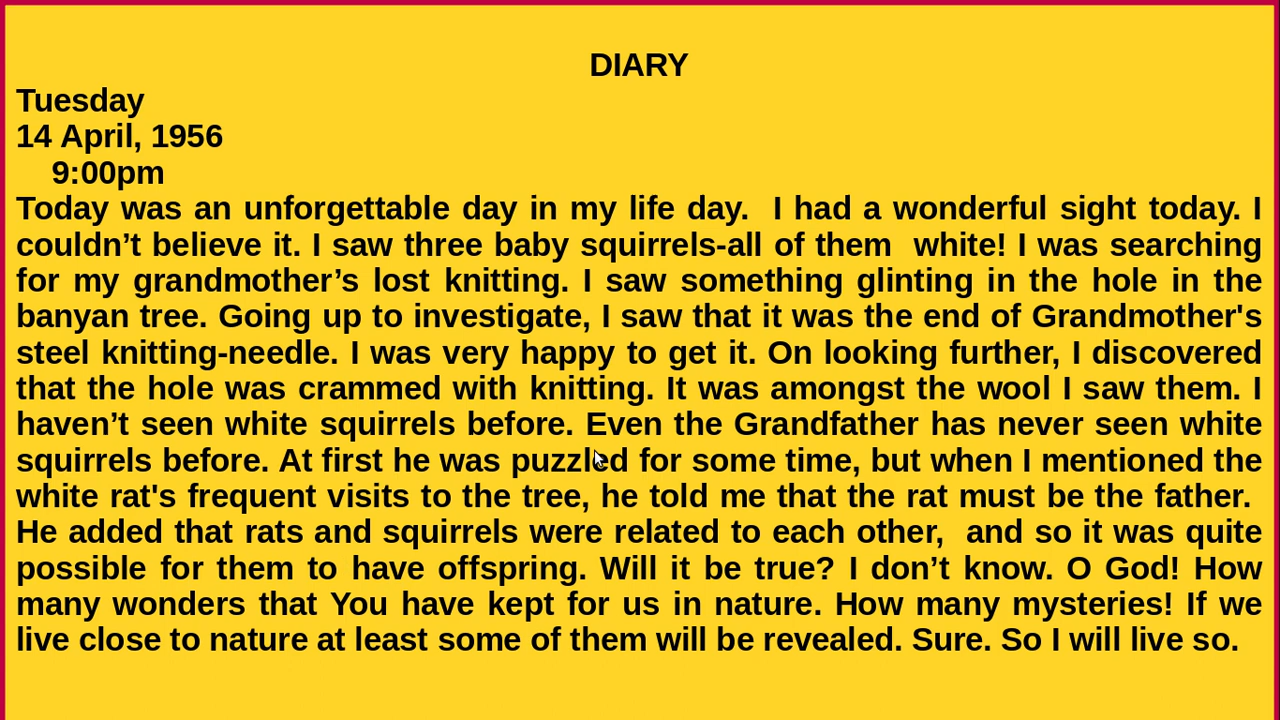 DIARY
Tuesday
14 April, 1956
9:00pm
Today was an unforgettable day in my life day.  I had a wonderful sight today. I
couldn’t believe it. I saw three baby squirrels-all of them  white! I was searching
for my grandmother’s lost knitting. I saw something glinting in the hole in the
banyan tree. Going up to investigate, I saw that it was the end of Grandmother's
steel knitting-needle. I was very happy to get it. On looking further, I discovered
that the hole was crammed with knitting. It was amongst the wool I saw them. I
haven’t seen white squirrels before. Even the Grandfather has never seen white
squirrels before. At first he was puzzled for some time, but when I mentioned the
white rat's frequent visits to the tree, he told me that the rat must be the father.
He added that rats and squirrels were related to each other,  and so it was quite
possible for them to have offspring. Will it be true? I don’t know. O God! How
many wonders that You have kept for us in nature. How many mysteries! If we
live close to nature at least some of them will be revealed. Sure. So I will live so.